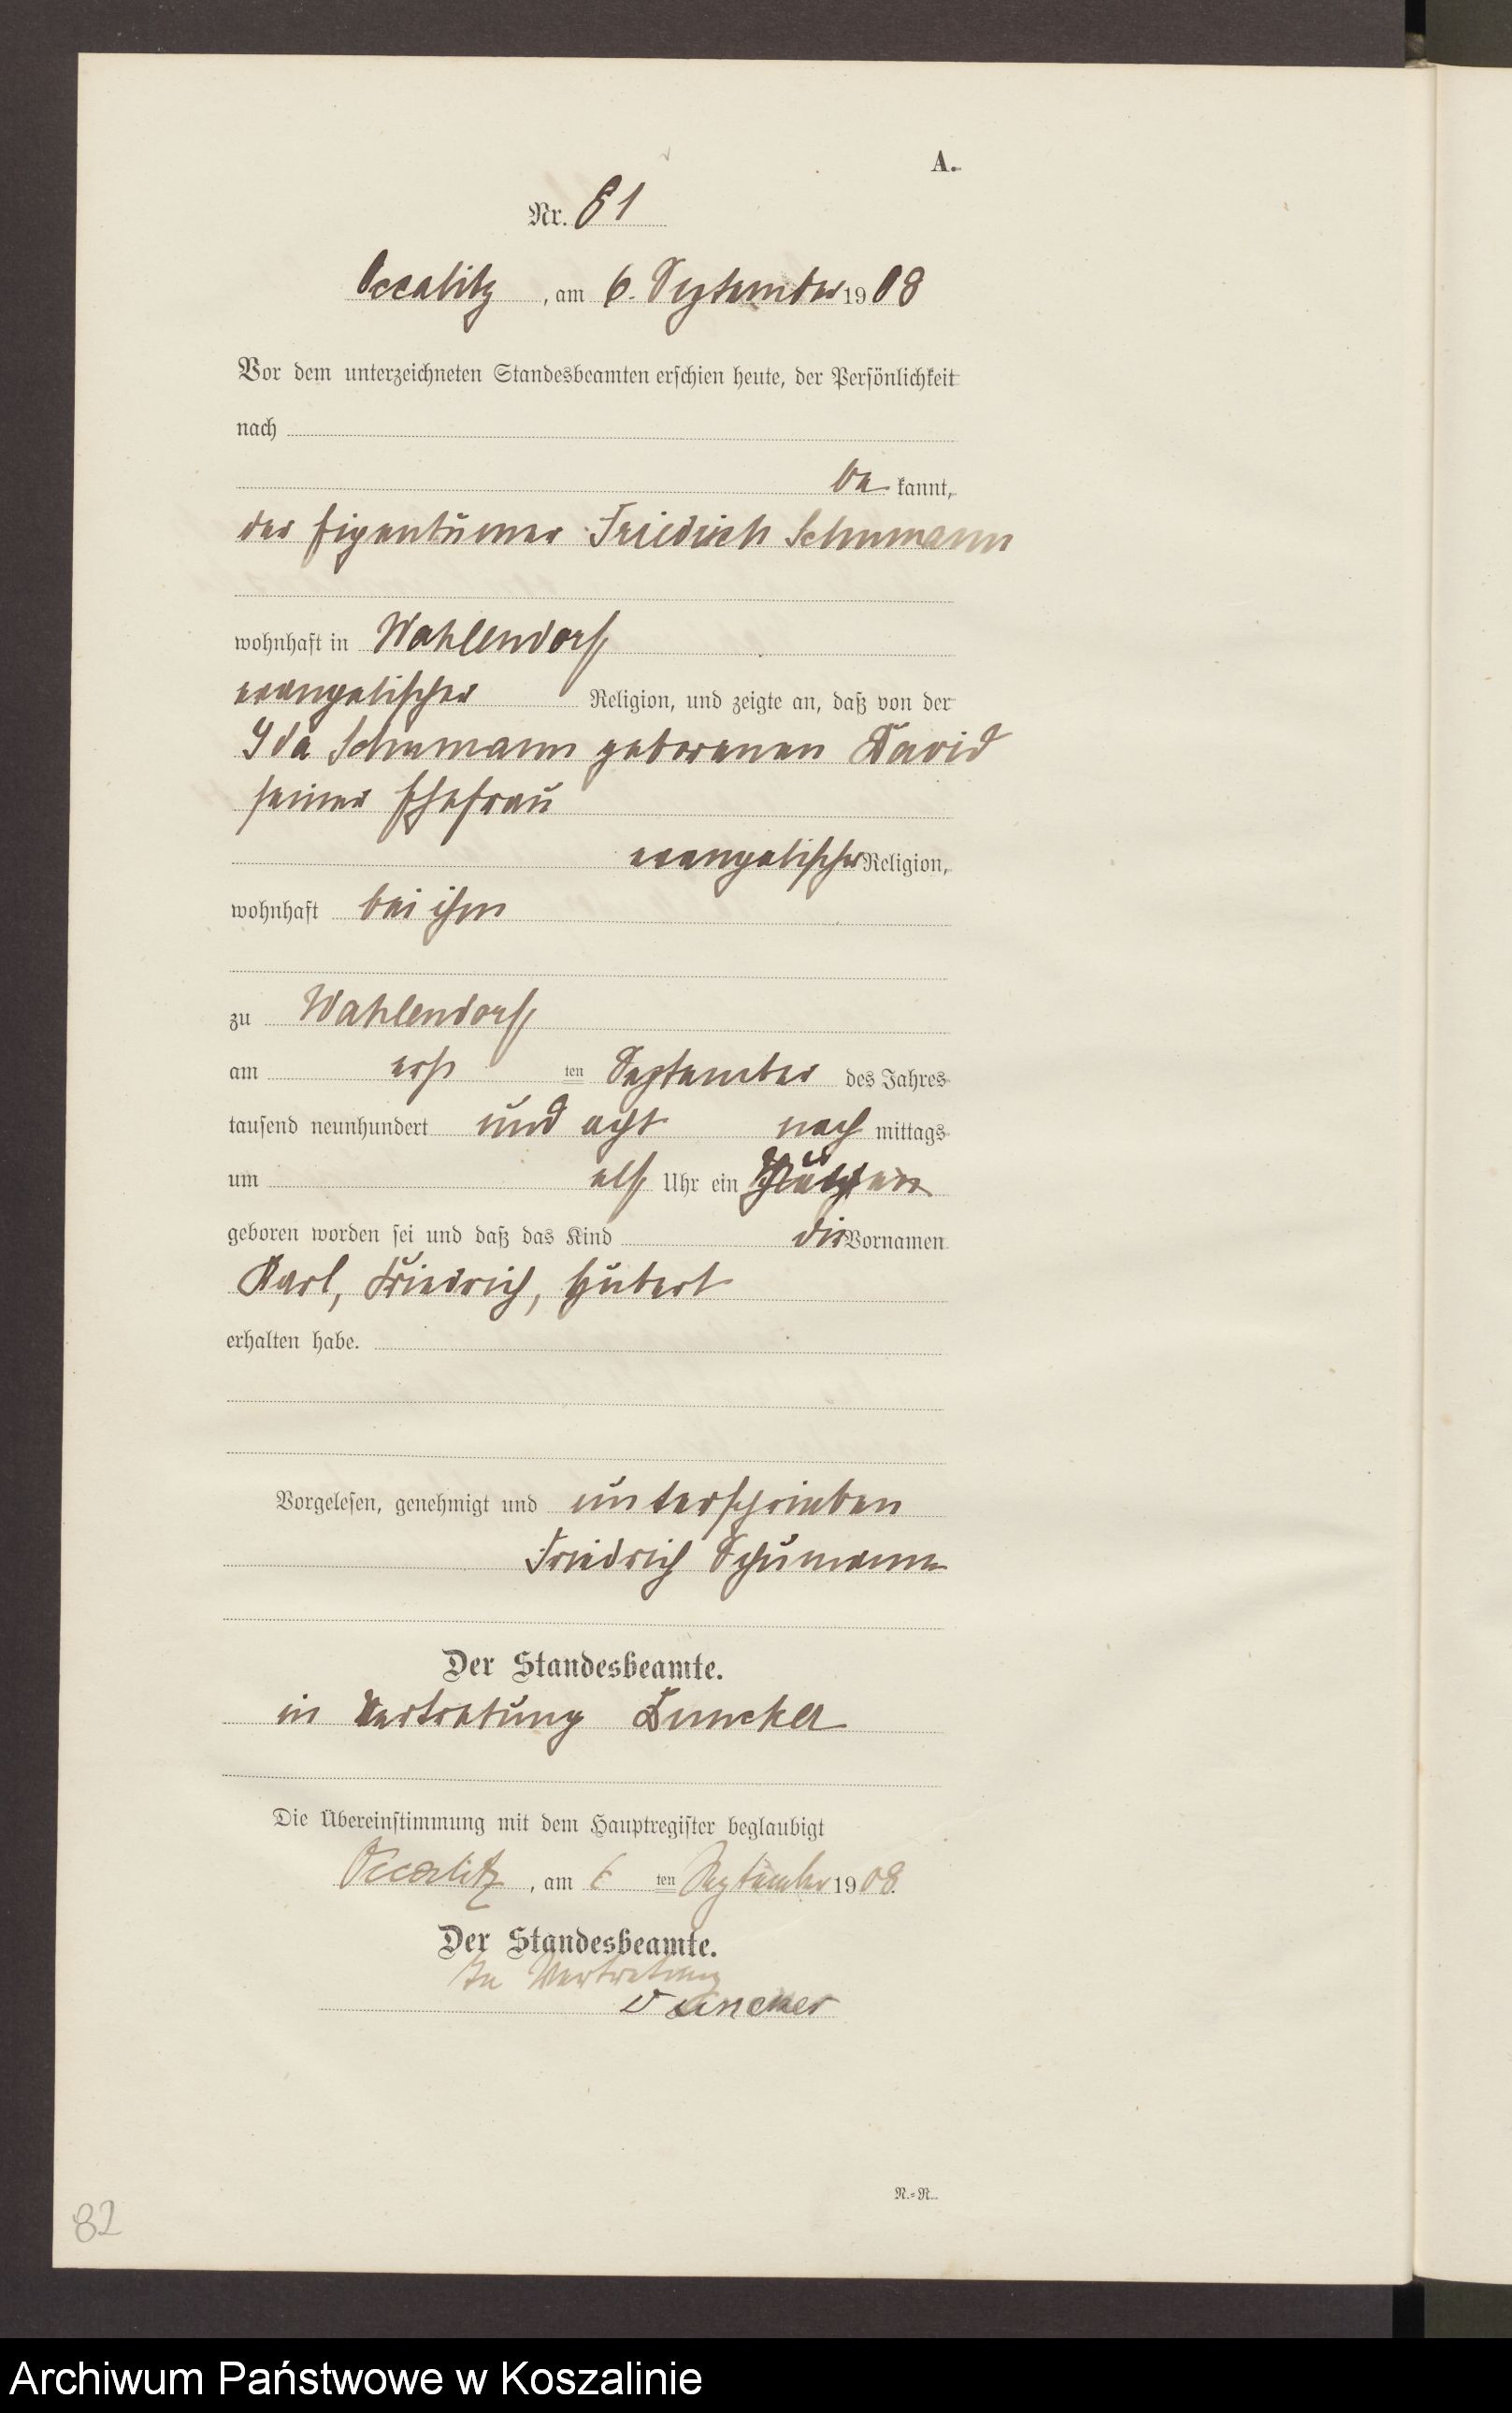 A.
Nr. 81
Occalitz, am 6. September 1908
Vor dem unterzeichneten Standesbeamten erschien heute, der Persönlichkeit
nach
be kannt,
der Eigentümer Friedrich Schumann
wohnhaft in Wahlendorf
evangelischer Religion, und zeigte an, daß von der
Ida Schumann geborenen David
seiner Ehefrau
evangelischer Religion,
wohnhaft bei ihm
zu Wahlendorf
am ersten September des Jahres
tausend neunhundert und acht nach mittags
um elf Uhr ein
geboren worden sei und daß das Kind die Vornamen
Karl, Friedrich, Hubert
erhalten habe.
Vorgelesen, genehmigt und unterschrieben
Friedrich Schumann
Der Standesbeamte.
in Vertretung Duncker
Die Übereinstimmung mit dem Hauptregister beglaubigt
Occalitz, am 6ten September 1908.
Der Standesbeamte.
In Vertretung
Duncker
N.=R.
82
Archiwum Państwowe w Koszalinie